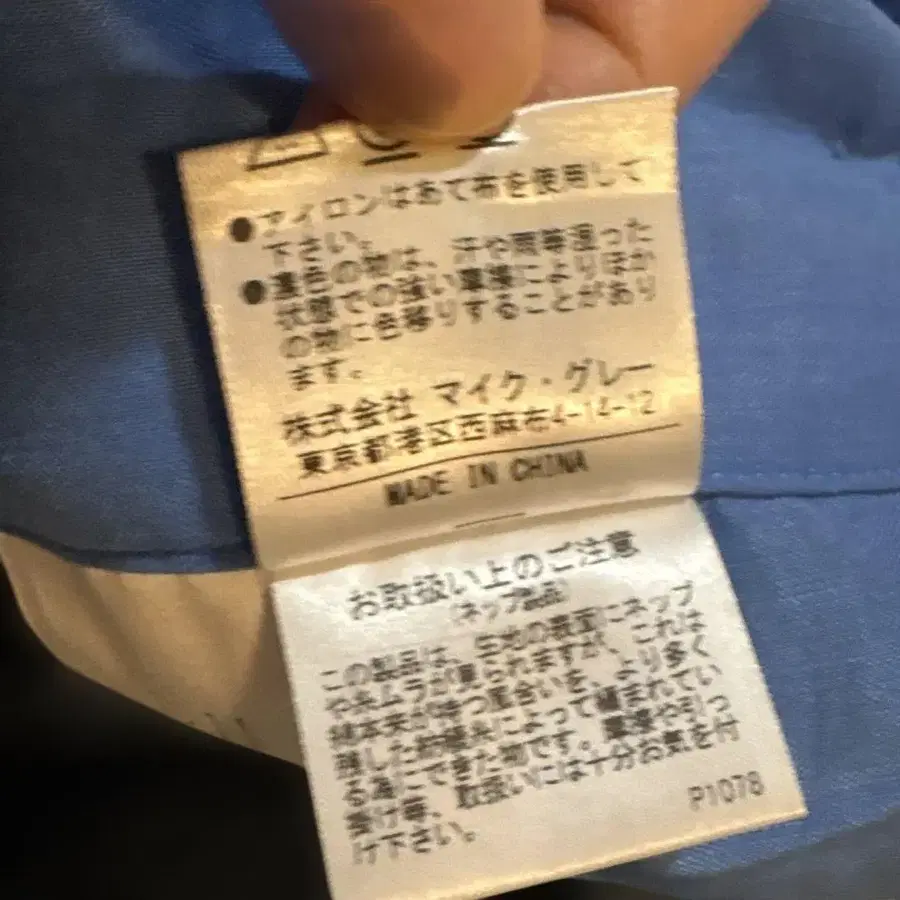 ●アイロンはあて布を使用して
下さい。
●濃色の物は、汗や雨等湿った
状態での強い摩擦によりほか
の物に色移りすることがあり
ます。
株式会社 マイク・グレー
東京都港区西麻布4-14-12
MADE IN CHINA
お取扱い上のご注意
(ネップ製品)
この製品は、生地の表面にネップ
や糸ムラが見られますが、これは
綿本来が持つ風合いを、より多く
残した紡績糸によって編まれてい
る為にできた物です。摩擦や引っ
掛け等、取扱いには十分お気を付
け下さい。
P1078